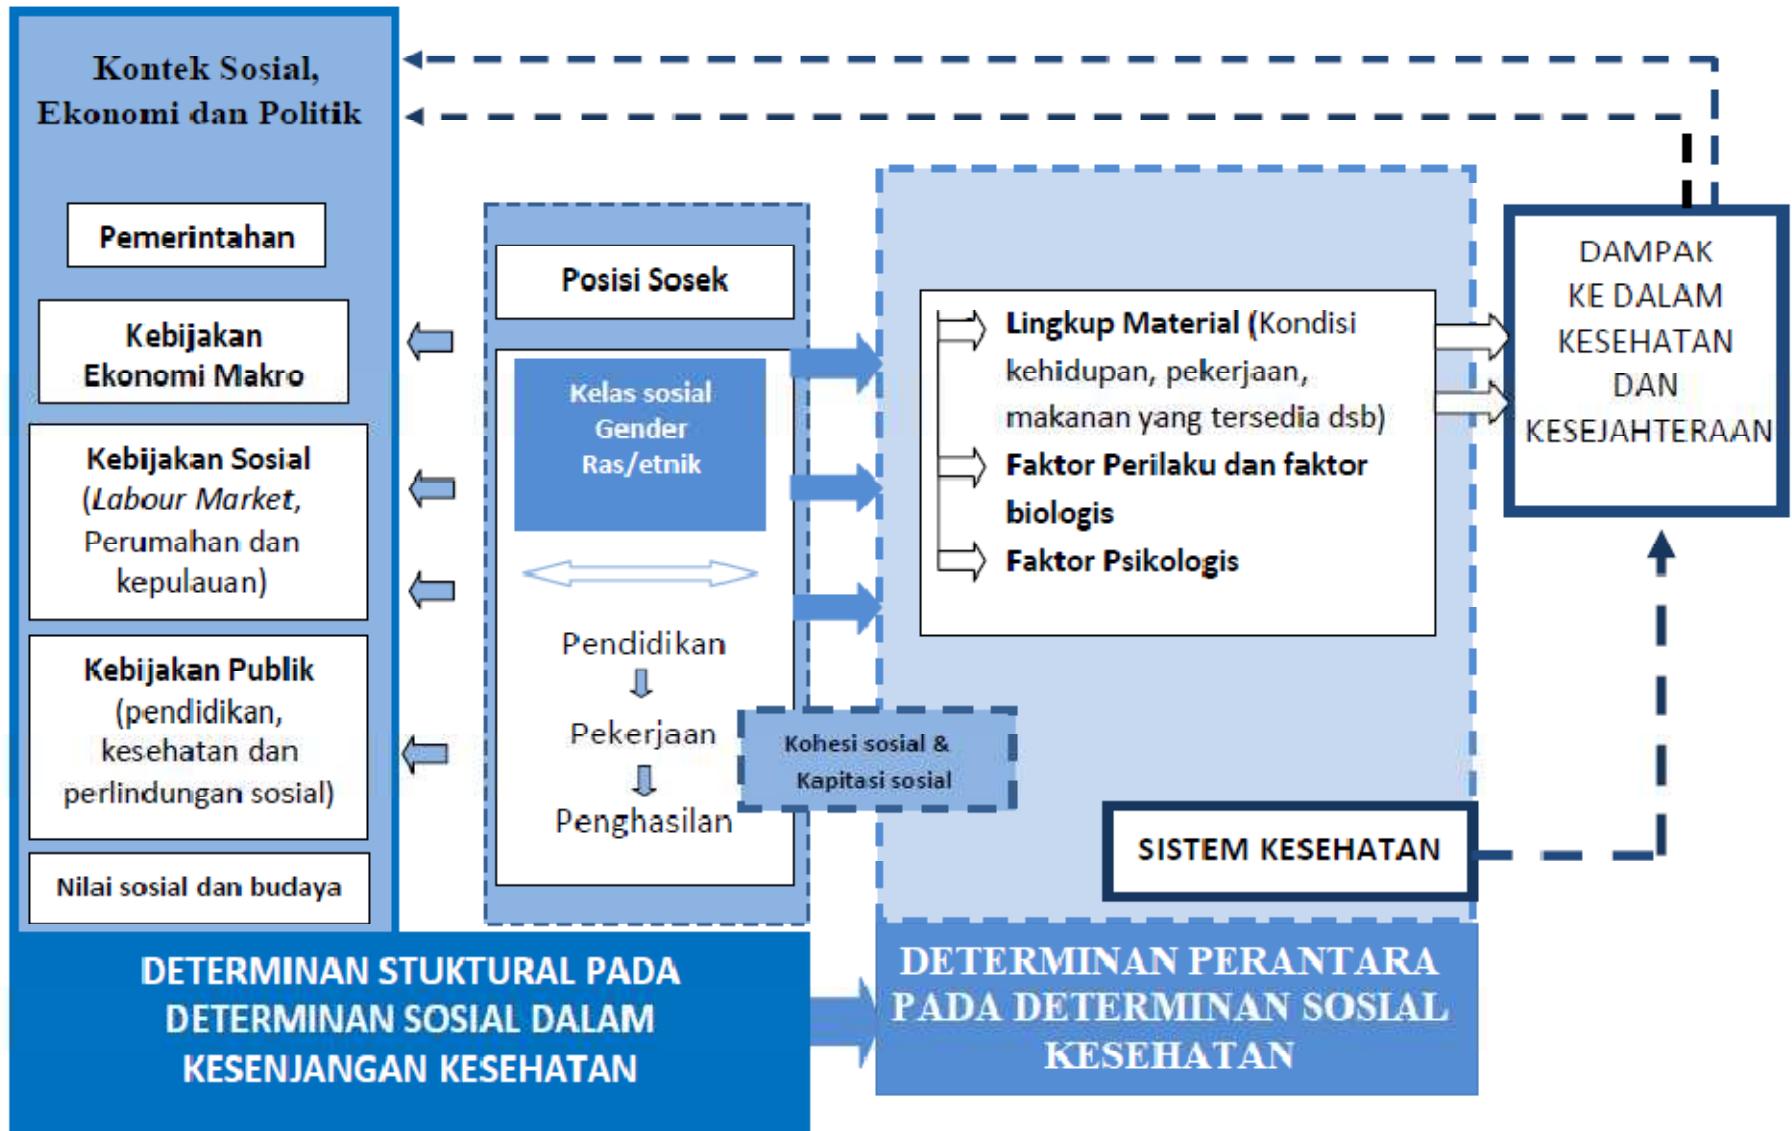 Kontek Sosial,
Ekonomi dan Politik
Pemerintahan
Kebijakan
Ekonomi Makro
Kebijakan Sosial
(Labour Market,
Perumahan dan
kepulauan)
Kebijakan Publik
(pendidikan,
kesehatan dan
perlindungan sosial)
Nilai sosial dan budaya
DETERMINAN STUKTURAL PADA
DETERMINAN SOSIAL DALAM
KESENJANGAN KESEHATAN
Posisi Sosek
Kelas sosial
Gender
Ras/etnik
Pendidikan
Pekerjaan
Penghasilan
Kohesi sosial &
Kapitasi sosial
Lingkup Material (Kondisi
kehidupan, pekerjaan,
makanan yang tersedia dsb)
Faktor Perilaku dan faktor
biologis
Faktor Psikologis
SISTEM KESEHATAN
DETERMINAN PERANTARA
PADA DETERMINAN SOSIAL
KESEHATAN
DAMPAK
KE DALAM
KESEHATAN
DAN
KESEJAHTERAAN